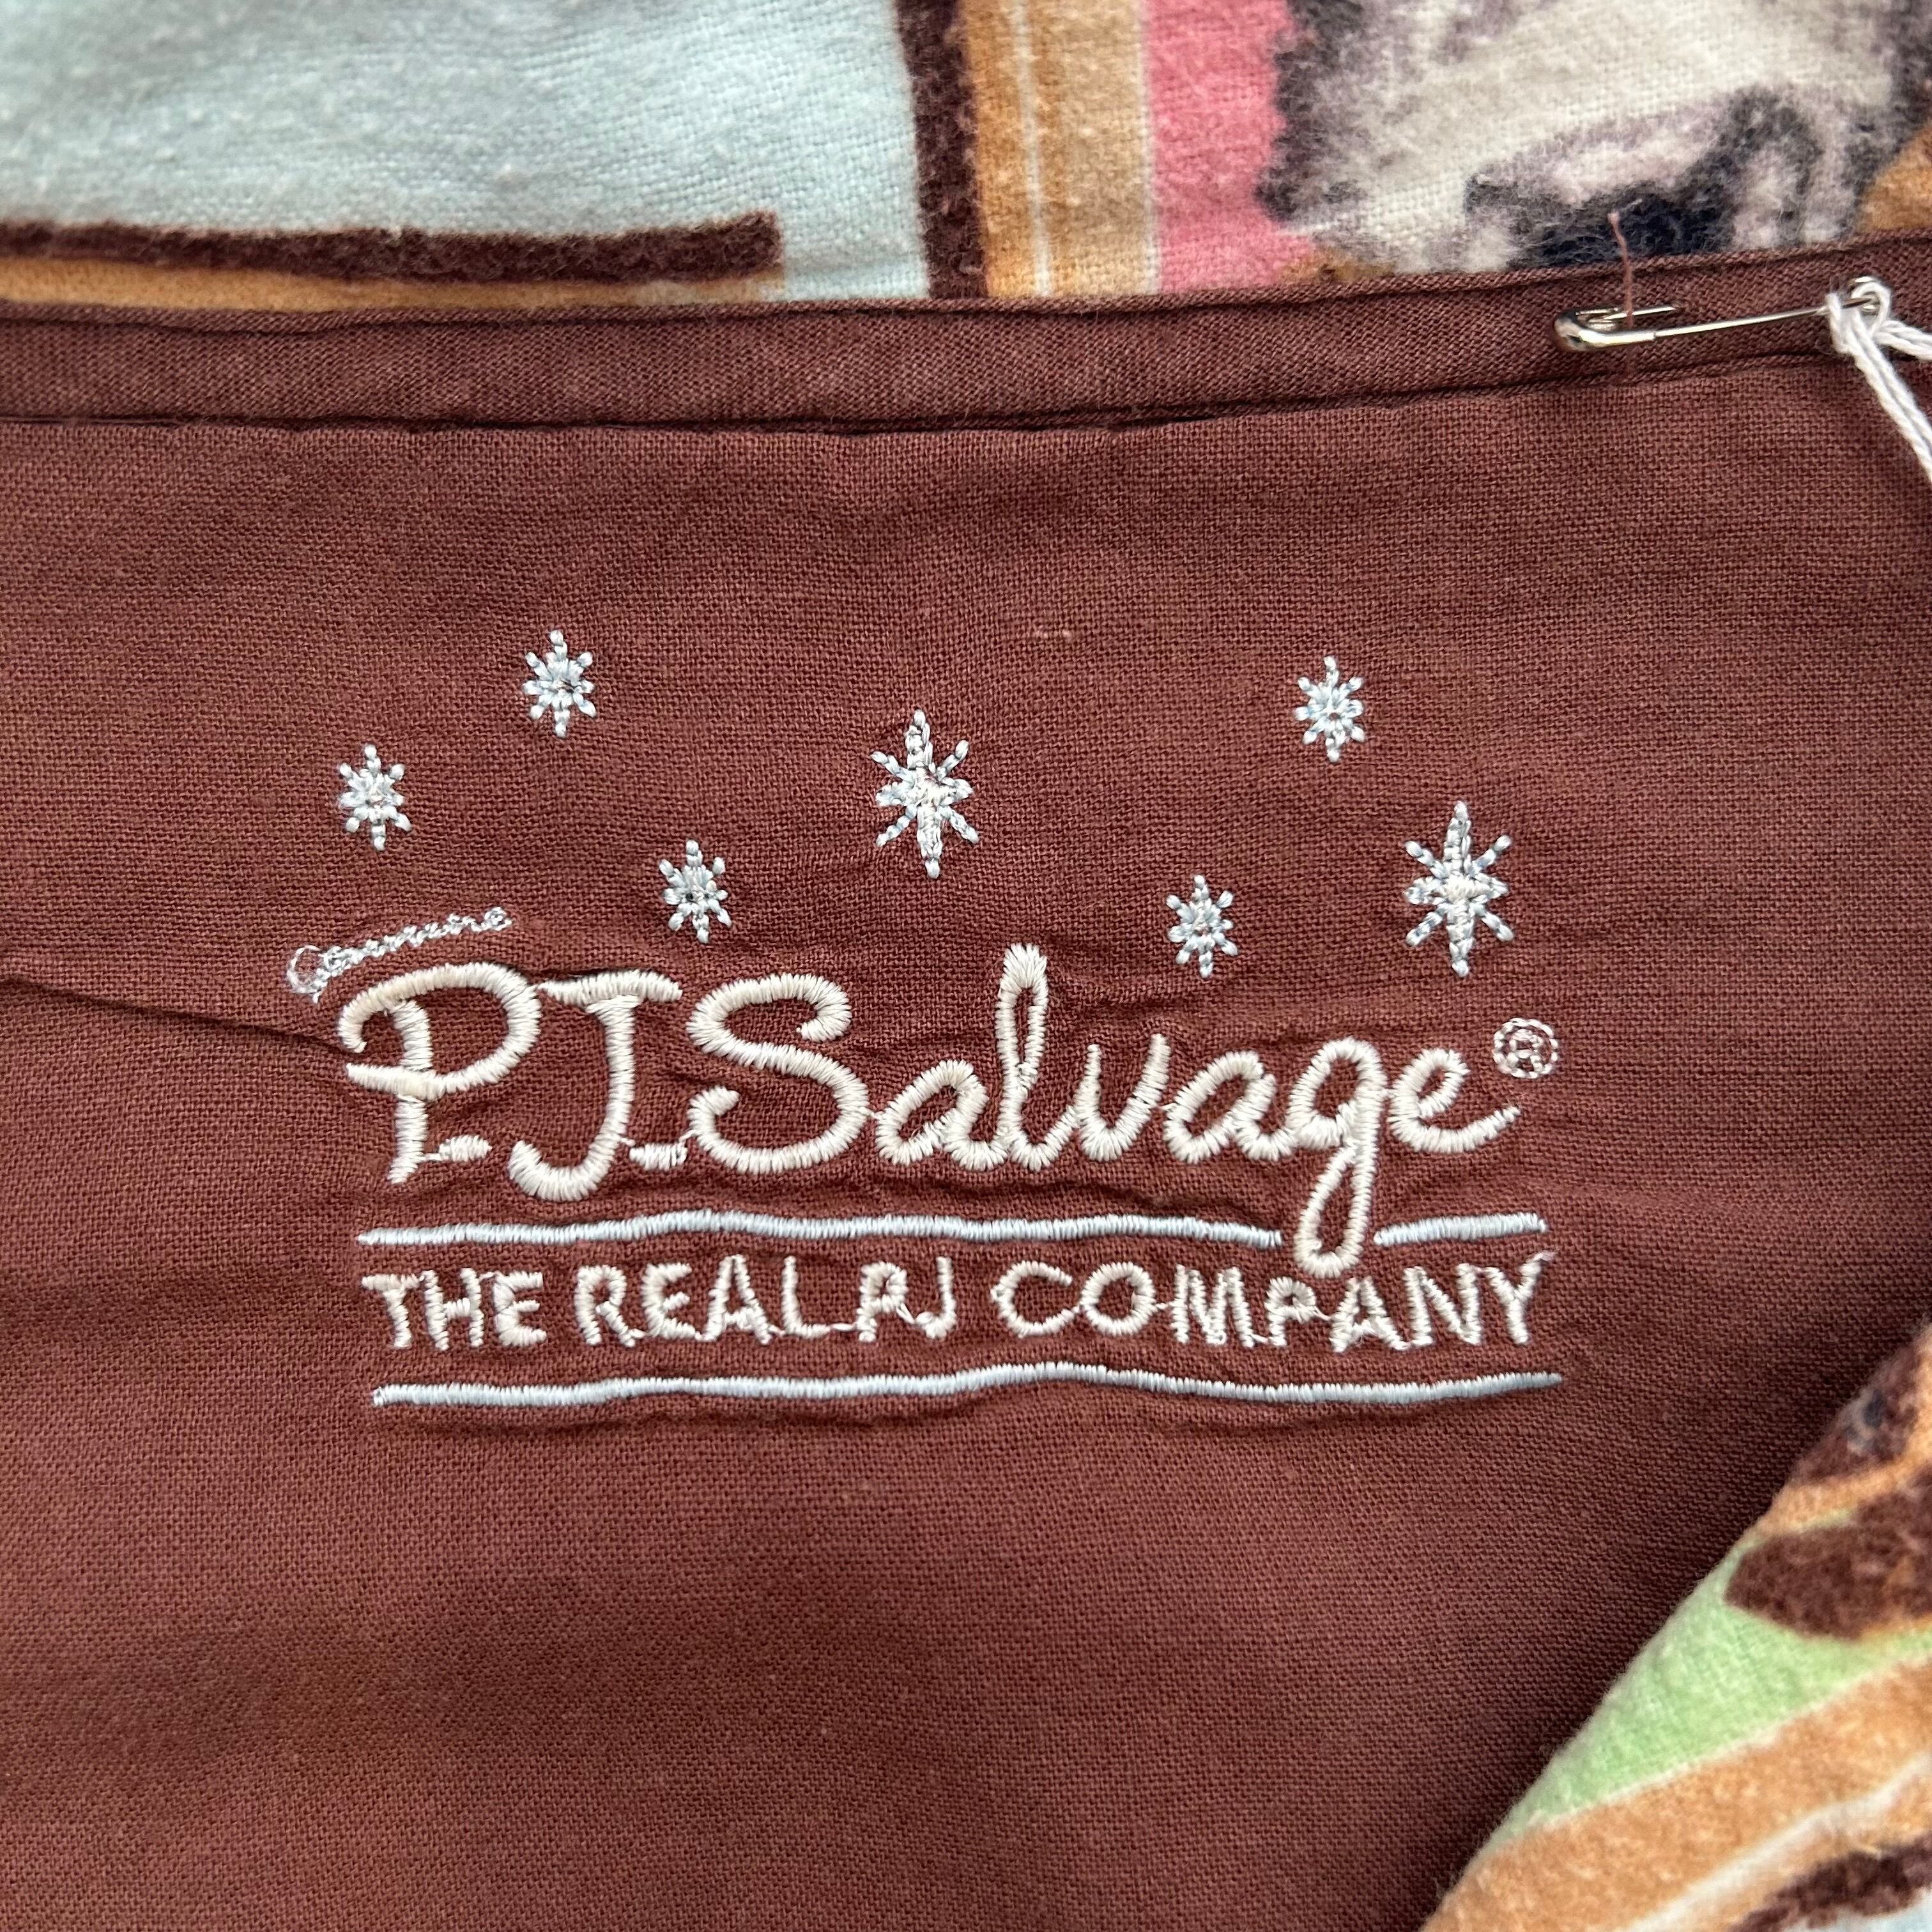 Genuine
P.J. Salvage®
THE REAL PJ COMPANY